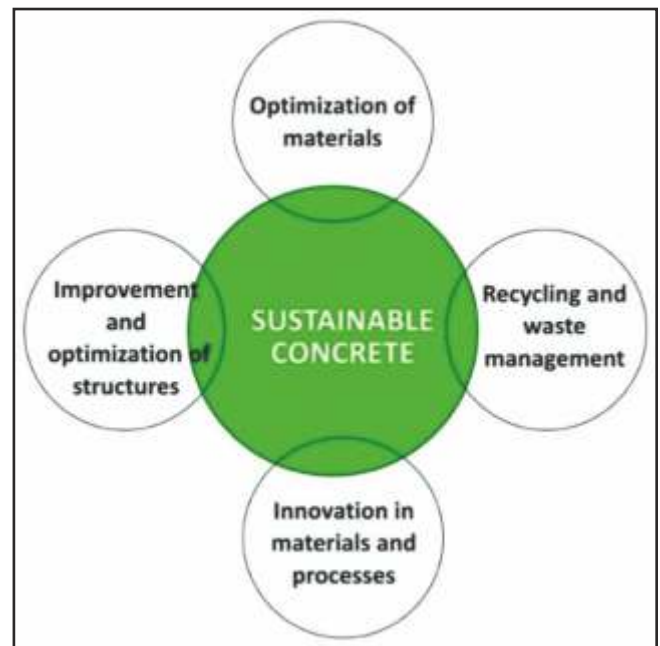 Optimization of
materials
Improvement
and
optimization of
structures
SUSTAINABLE
CONCRETE
Recycling and
waste
management
Innovation in
materials and
processes